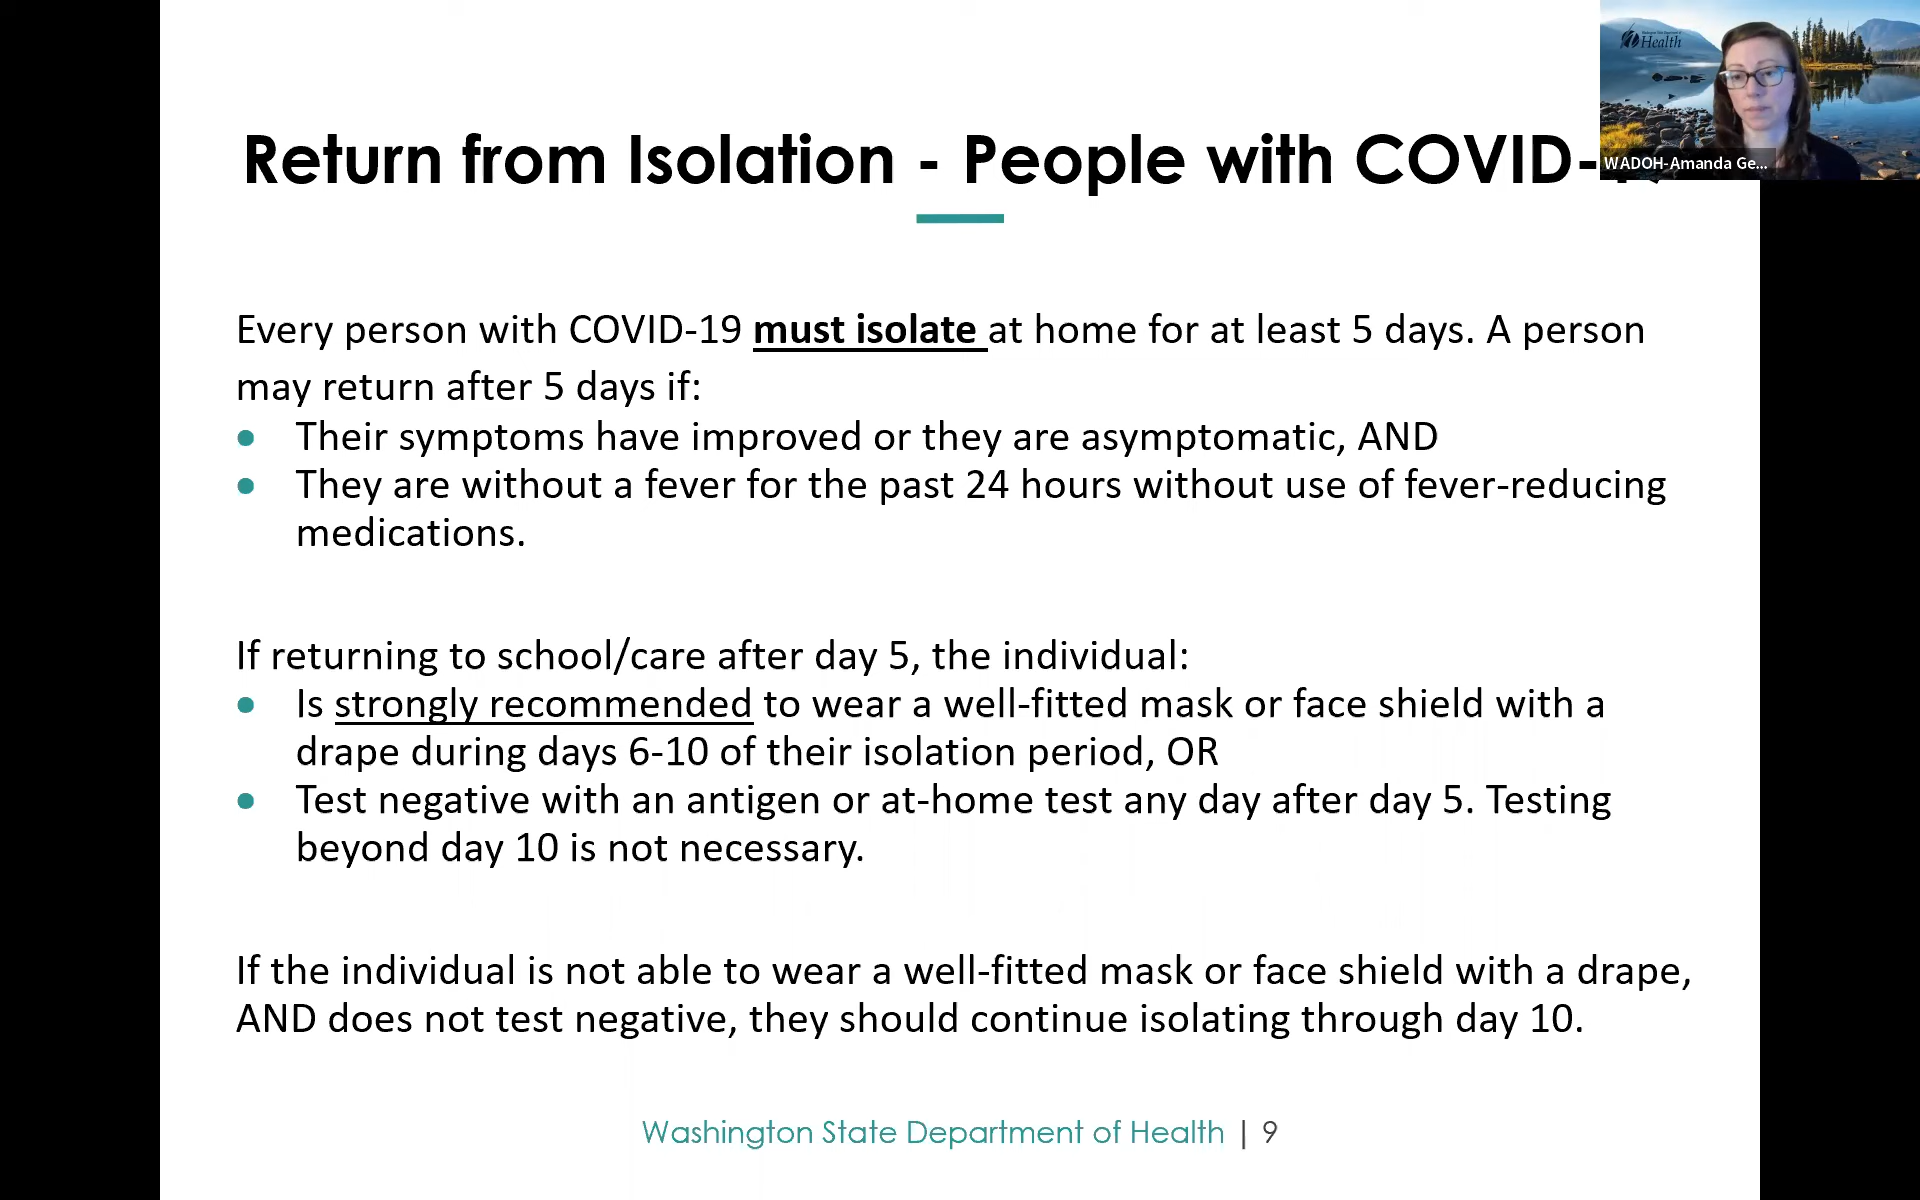 Health
WADOH-Amanda Ge...
Return from Isolation - People with COVID-
Every person with COVID-19 must isolate at home for at least 5 days. A person
may return after 5 days if:
• Their symptoms have improved or they are asymptomatic, AND
• They are without a fever for the past 24 hours without use of fever-reducing
medications.
If returning to school/care after day 5, the individual:
• Is strongly recommended to wear a well-fitted mask or face shield with a
drape during days 6-10 of their isolation period, OR
• Test negative with an antigen or at-home test any day after day 5. Testing
beyond day 10 is not necessary.
If the individual is not able to wear a well-fitted mask or face shield with a drape,
AND does not test negative, they should continue isolating through day 10.
Washington State Department of Health | 9